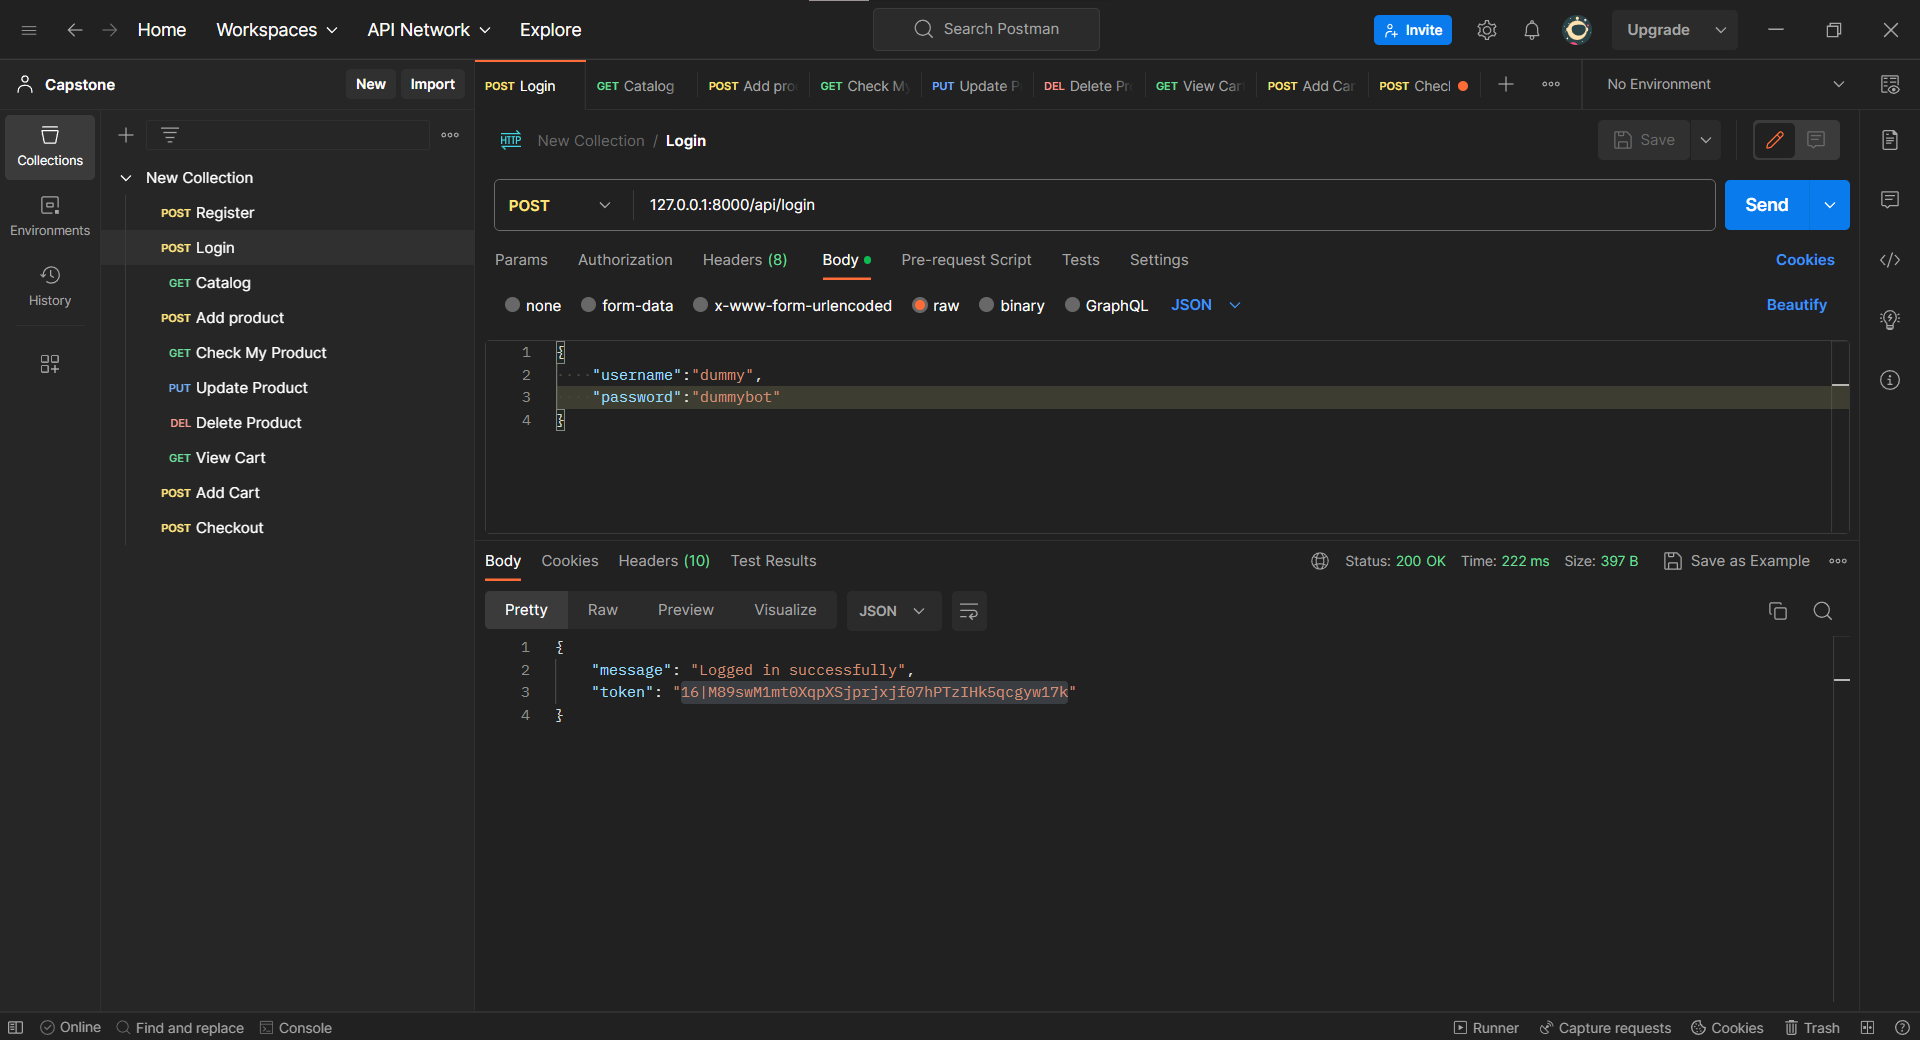 Home Workspaces API Network Explore Search Postman Invite Upgrade
Capstone New Import POST Login GET Catalog POST Add pro GET Check My PUT Update P DEL Delete Pr GET View Car POST Add Car POST Checl No Environment
Collections
Environments
History
New Collection
POST Register
POST Login
GET Catalog
POST Add product
GET Check My Product
PUT Update Product
DEL Delete Product
GET View Cart
POST Add Cart
POST Checkout
HTTP New Collection / Login Save
POST 127.0.0.1:8000/api/login Send
Params Authorization Headers (8) Body Pre-request Script Tests Settings Cookies
none form-data x-www-form-urlencoded raw binary GraphQL JSON Beautify
1 {
2 "username":"dummy",
3 "password":"dummybot"
4 }
Body Cookies Headers (10) Test Results Status: 200 OK Time: 222 ms Size: 397 B Save as Example
Pretty Raw Preview Visualize JSON
1 {
2 "message": "Logged in successfully",
3 "token": "16|M89swM1mt0XqpXSjprjxjf07hPTzIHk5qcgyw17k"
4 }
Online Find and replace Console Runner Capture requests Cookies Trash